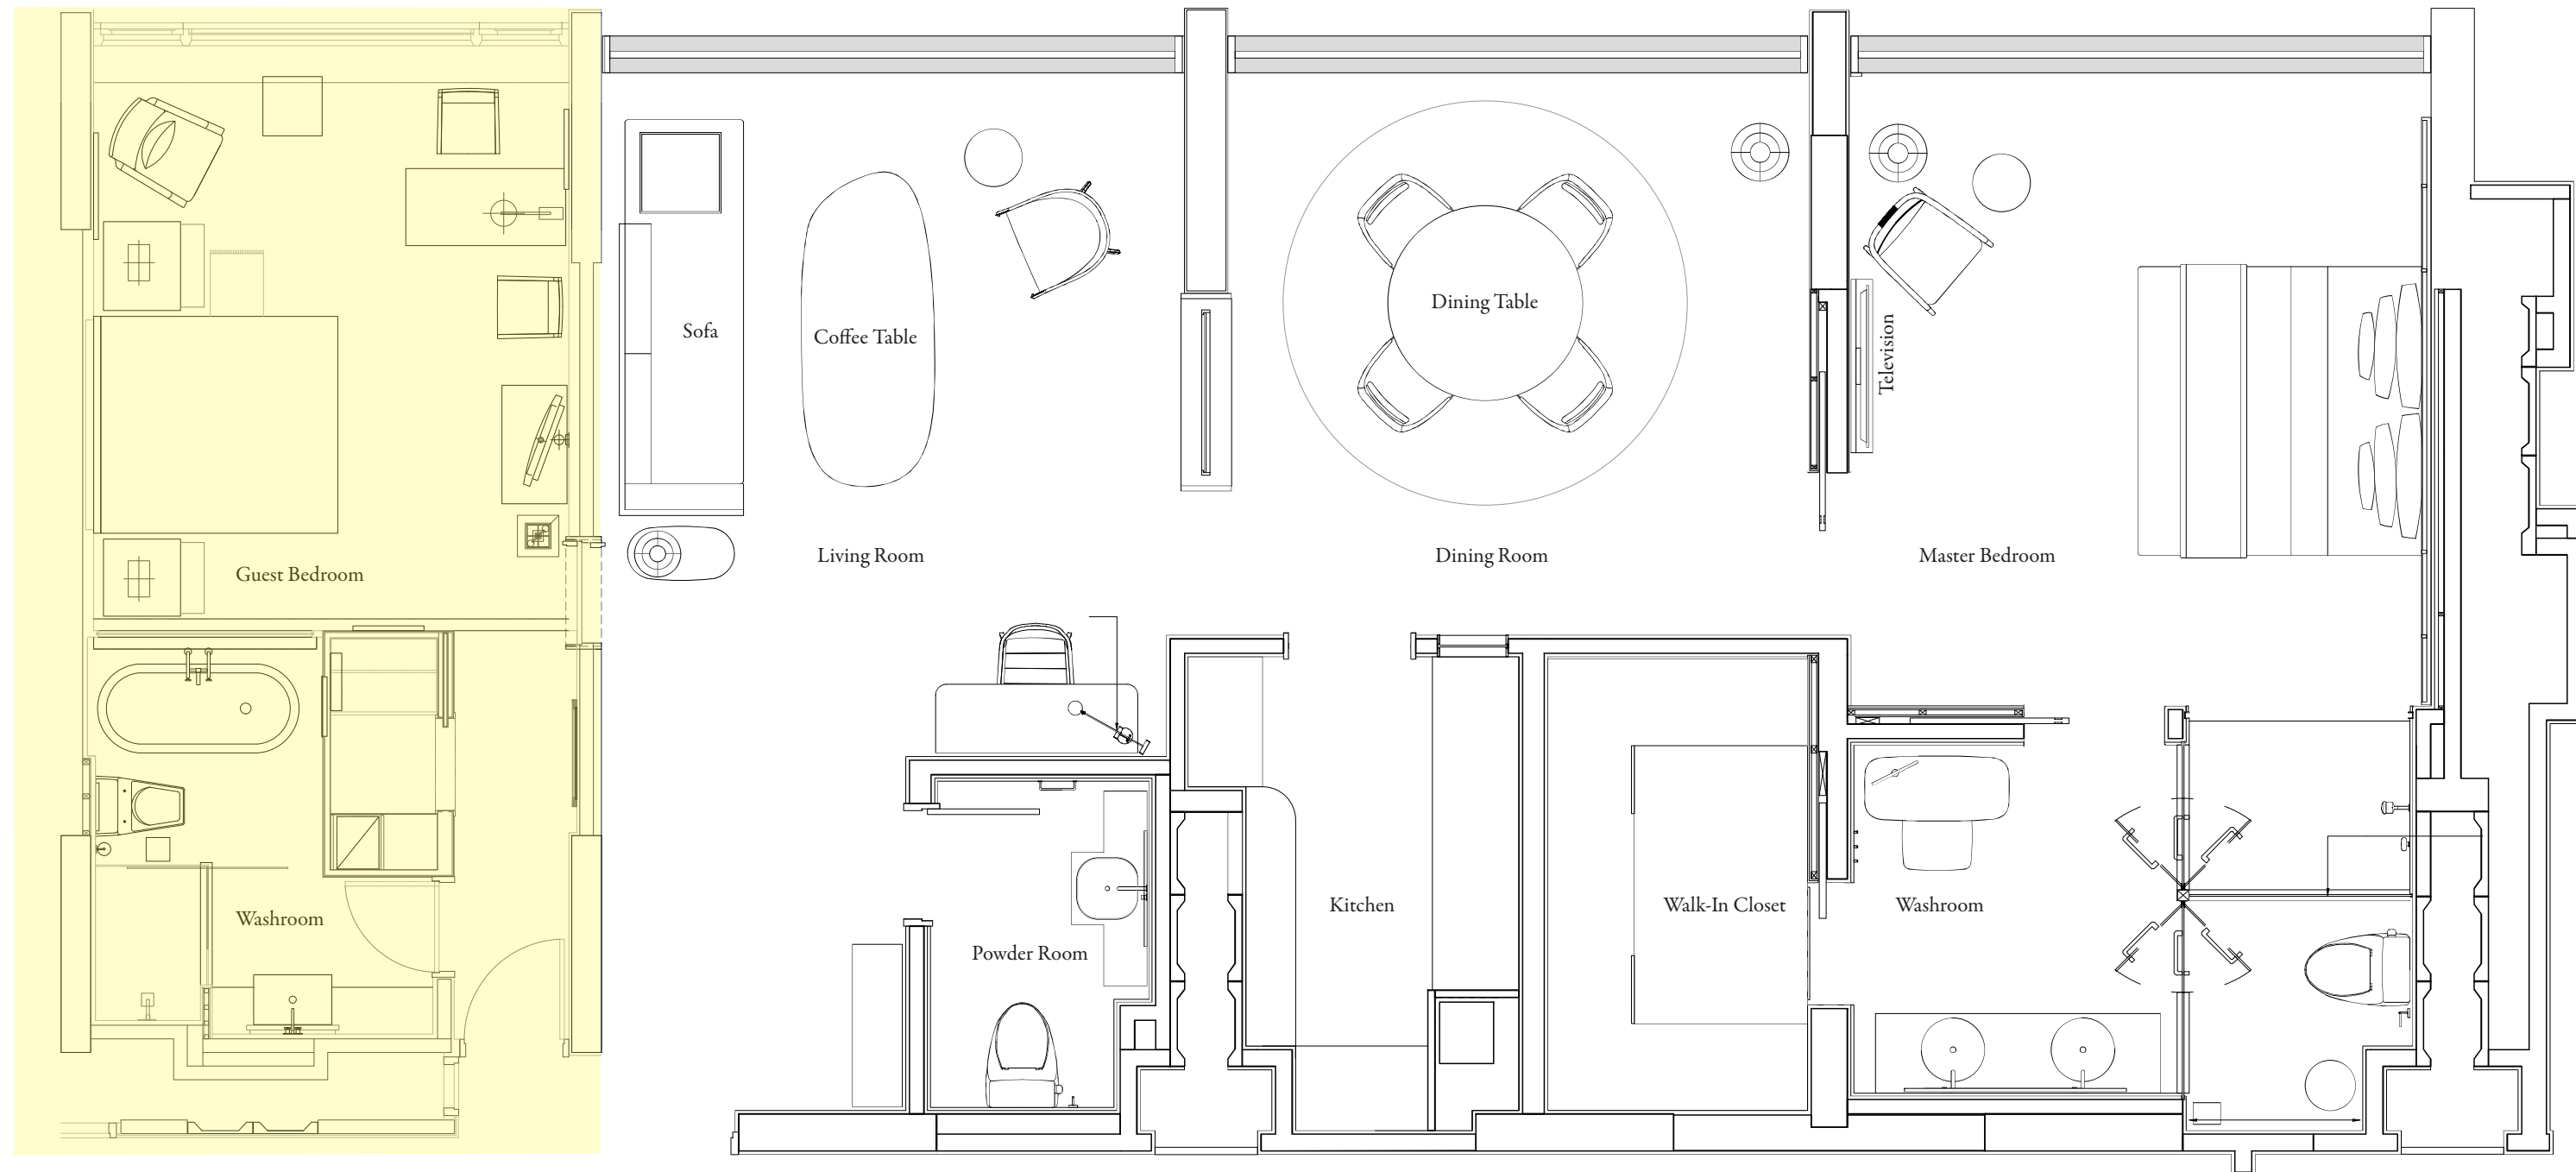 Dining Table
Sofa
Coffee Table
Television
Living Room
Dining Room
Master Bedroom
Guest Bedroom
Kitchen
Walk-In Closet
Washroom
Washroom
Powder Room